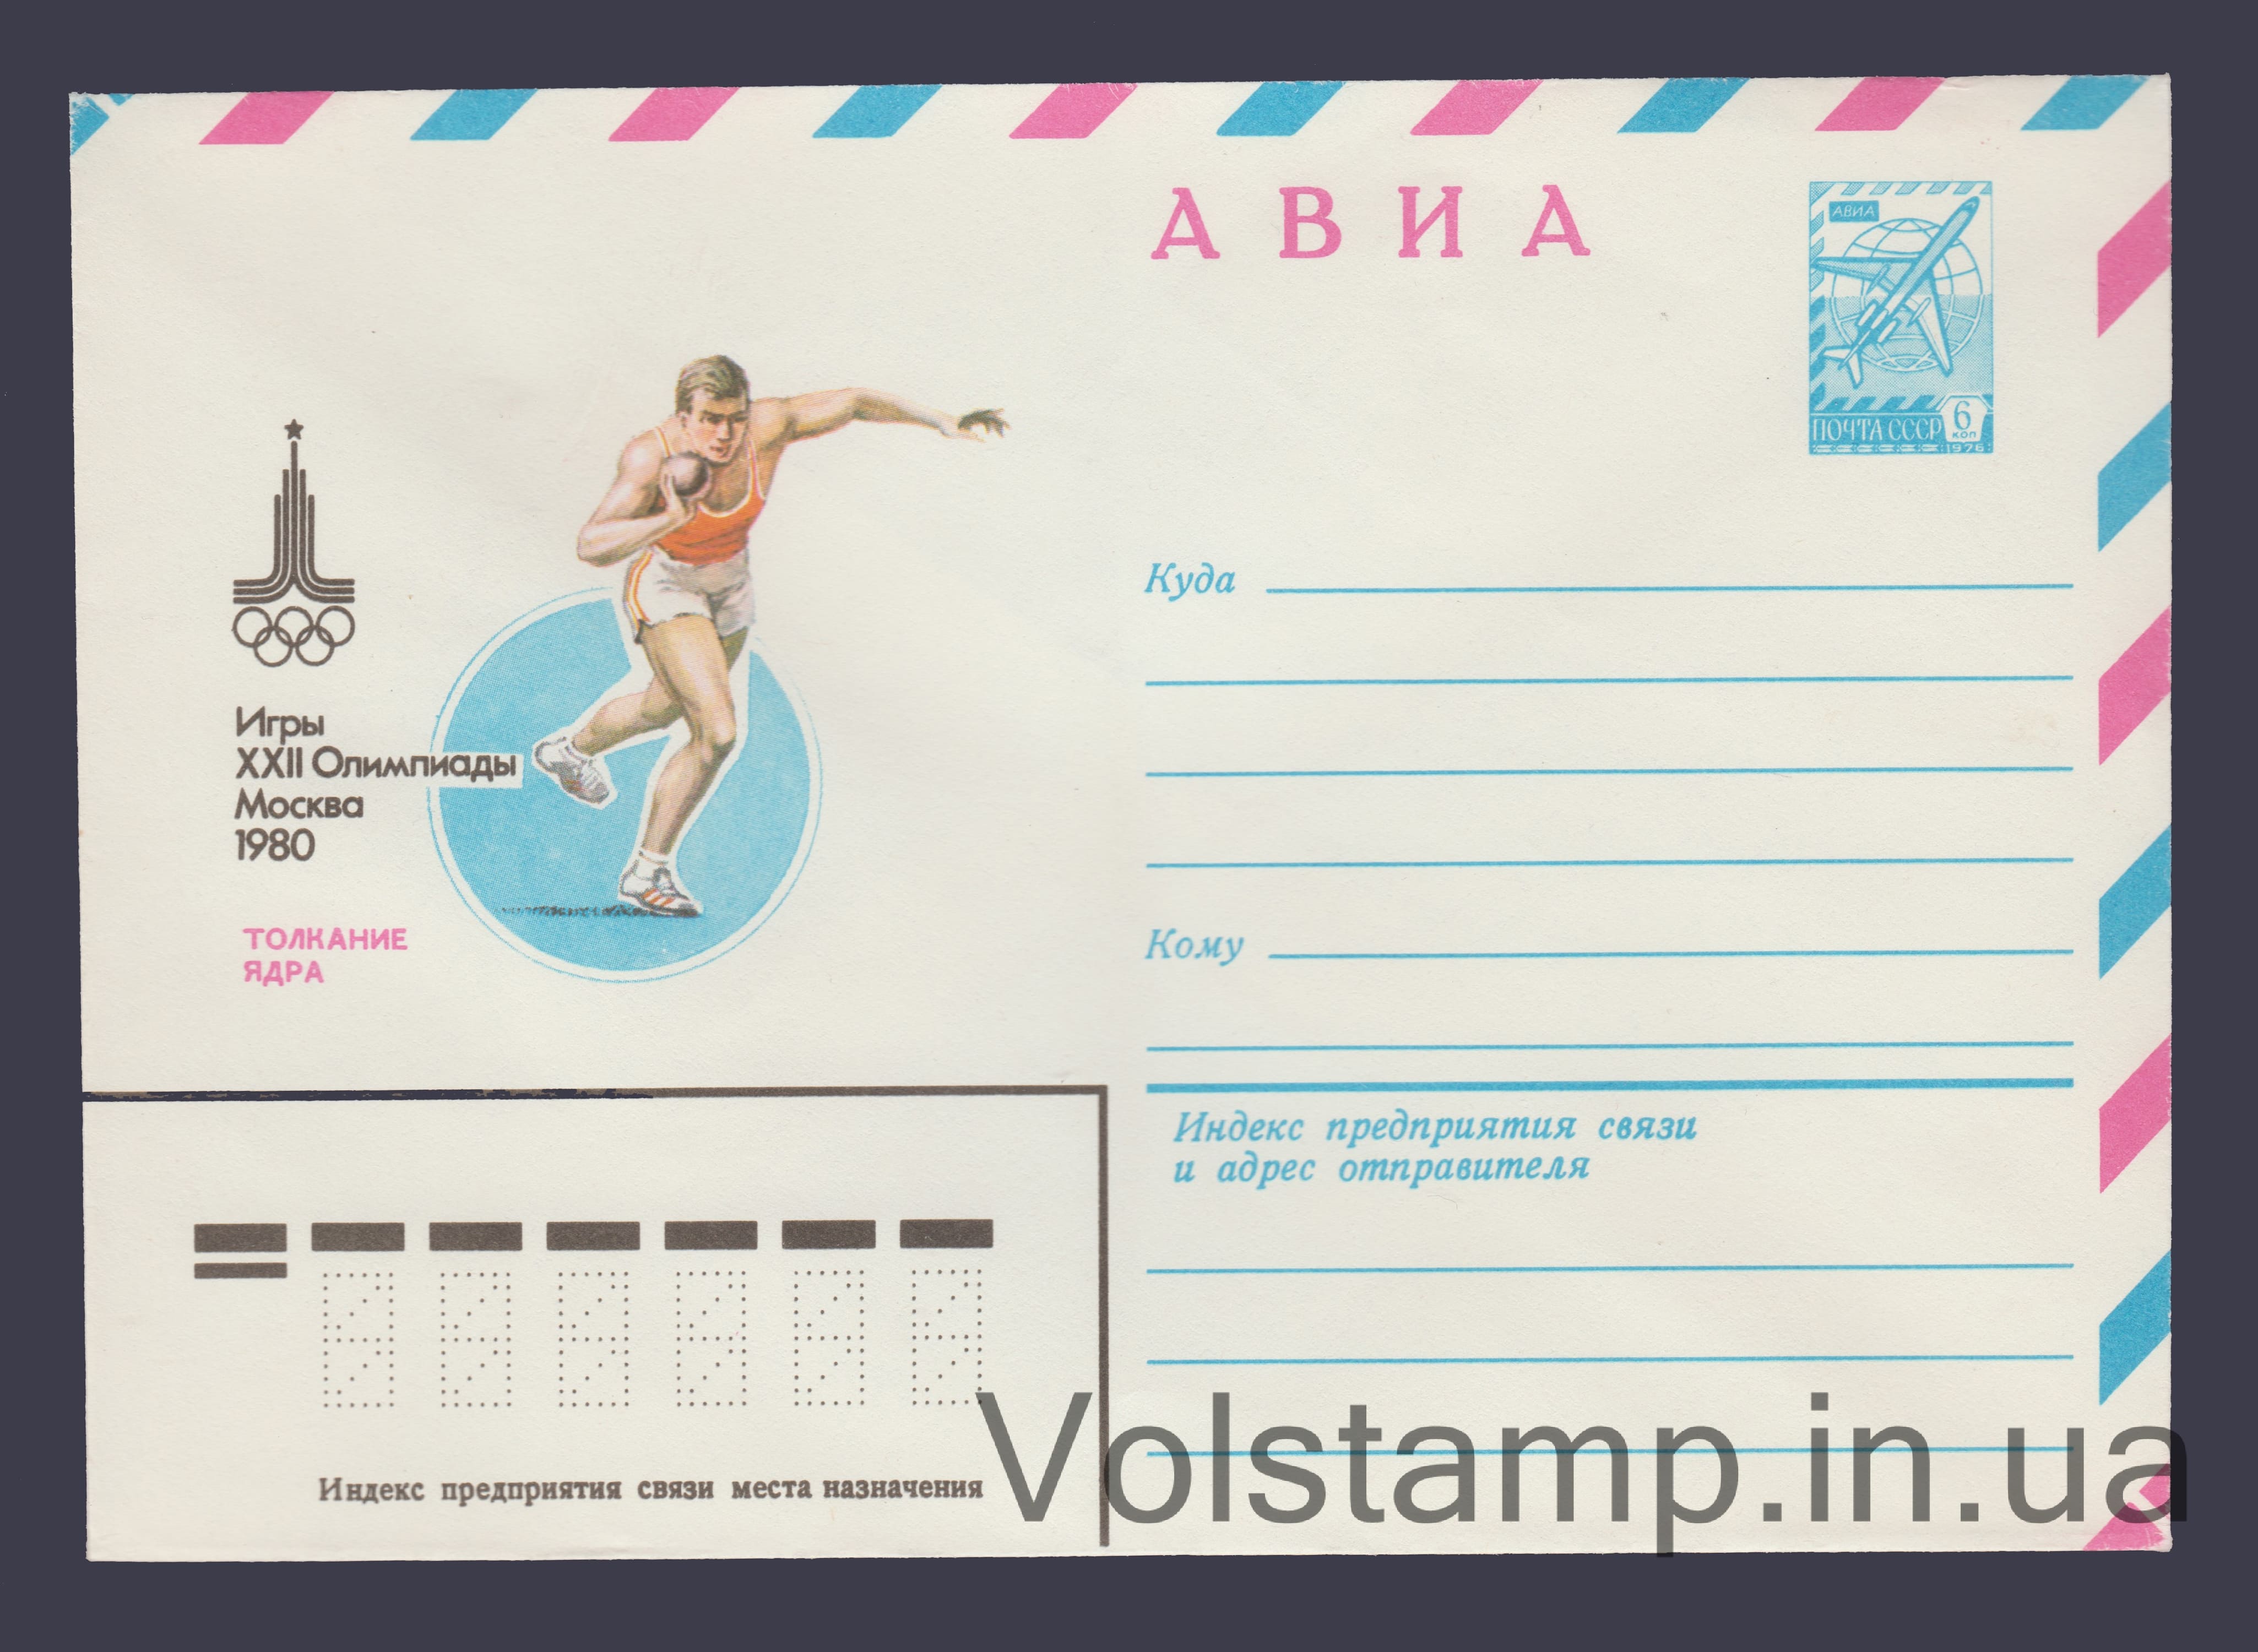 АВИА
АВИА
ПОЧТА СССР 6
коп
1976
Игры
XXII Олимпиады
Москва
1980
ТОЛКАНИЕ
ЯДРА
Куда
Кому
Индекс предприятия связи
и адрес отправителя
Индекс предприятия связи места назначения
Volstamp.in.ua